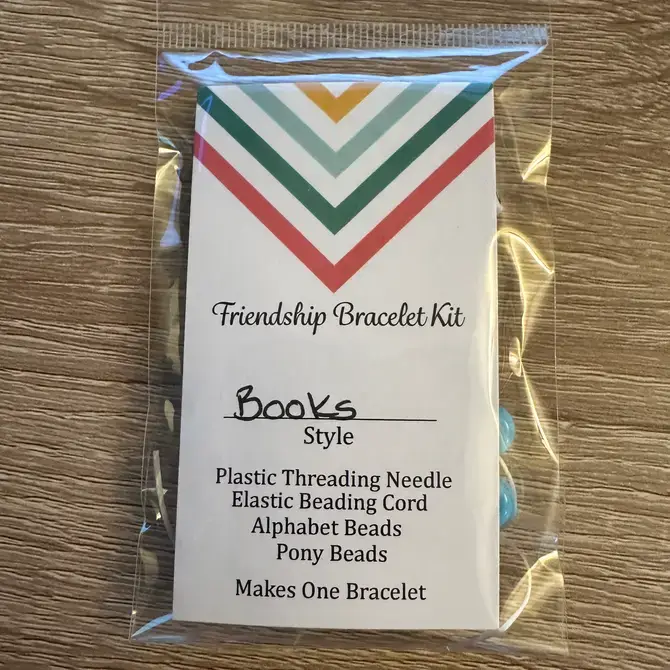 Friendship Bracelet Kit
Books
Style
Plastic Threading Needle
Elastic Beading Cord
Alphabet Beads
Pony Beads
Makes One Bracelet